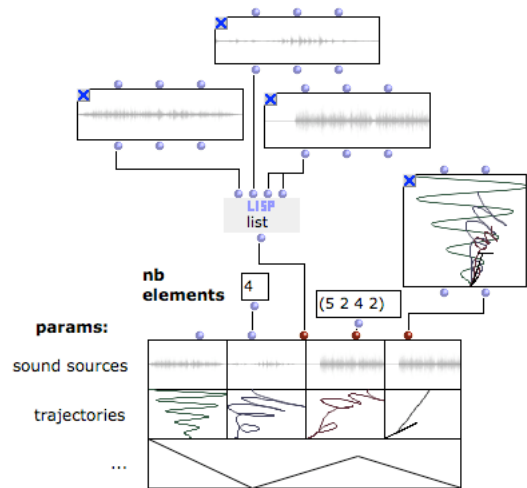 LISP
list
nb
elements
4
(5 2 4 2)
params:
sound sources
trajectories
...